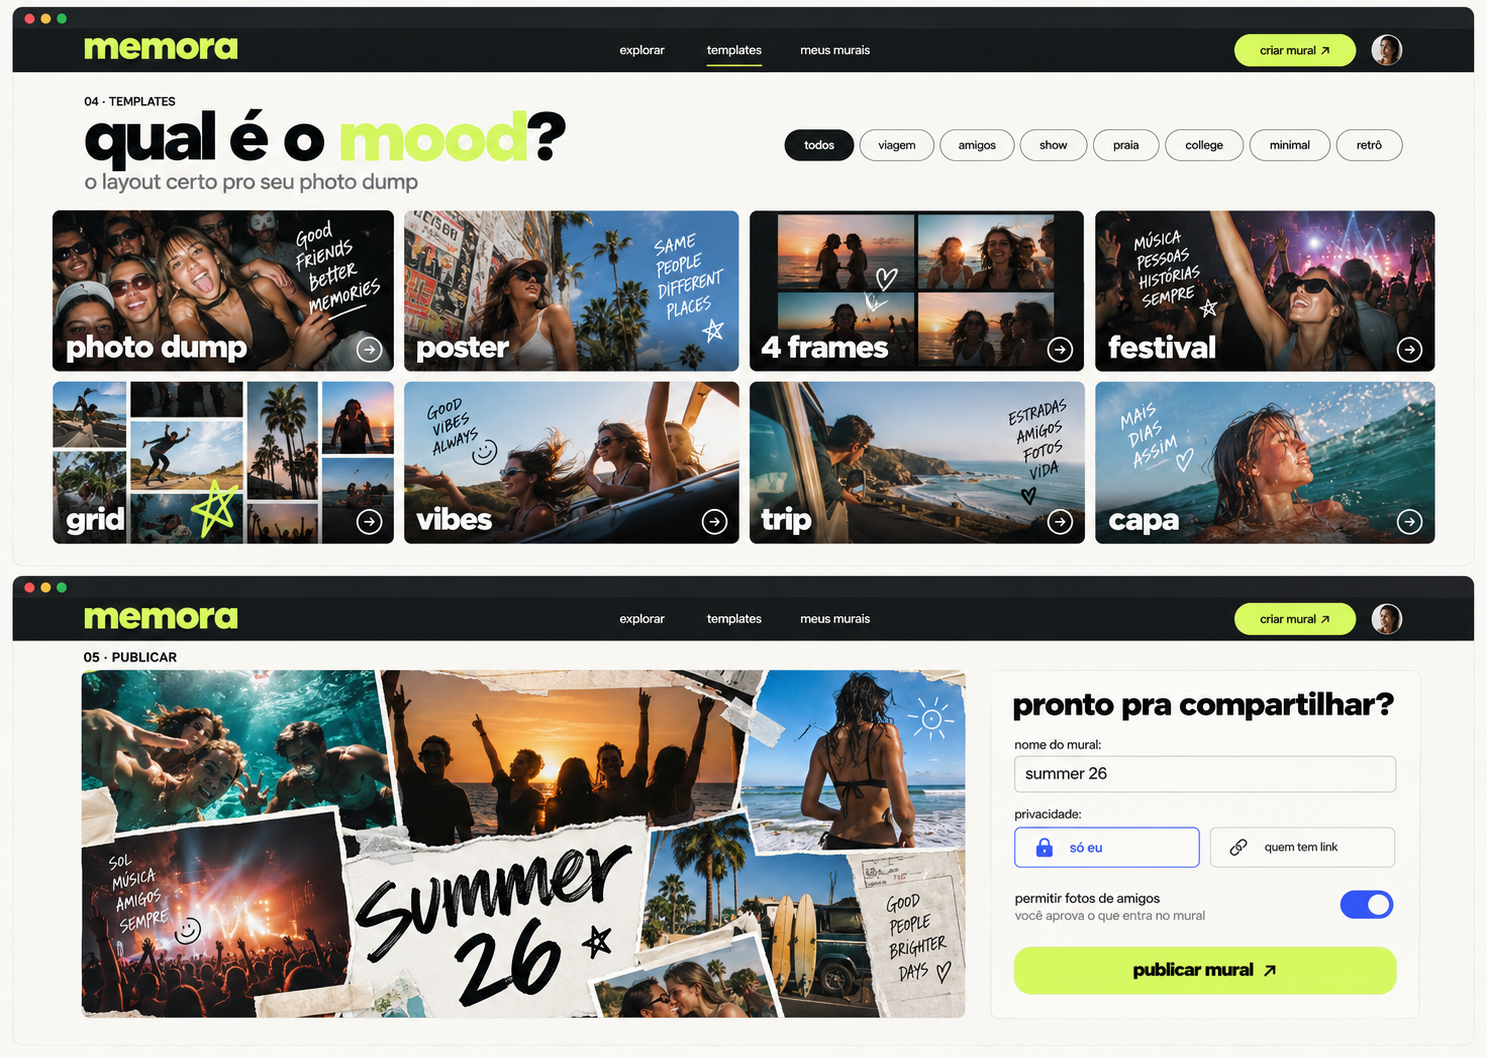 memora
explorar
templates
meus murais
criar mural ↗
04 · TEMPLATES
qual é o mood?
o layout certo pro seu photo dump
todos
viagem
amigos
show
praia
college
minimal
retrô
Good
Friends
better
memories
photo dump
SAME
PEOPLE
DIFFERENT
PLACES
poster
4 frames
MÚSICA
PESSOAS
HISTÓRIAS
SEMPRE
festival
grid
GOOD
VIBES
ALWAYS
vibes
ESTRADAS
AMIGOS
FOTOS
VIDA
trip
MAIS
DIAS
ASSIM
capa
memora
explorar
templates
meus murais
criar mural ↗
05 · PUBLICAR
SOL
MÚSICA
AMIGOS
SEMPRE
Summer
26
GOOD
PEOPLE
BRIGHTER
DAYS
pronto pra compartilhar?
nome do mural:
summer 26
privacidade:
só eu
quem tem link
permitir fotos de amigos
você aprova o que entra no mural
publicar mural ↗